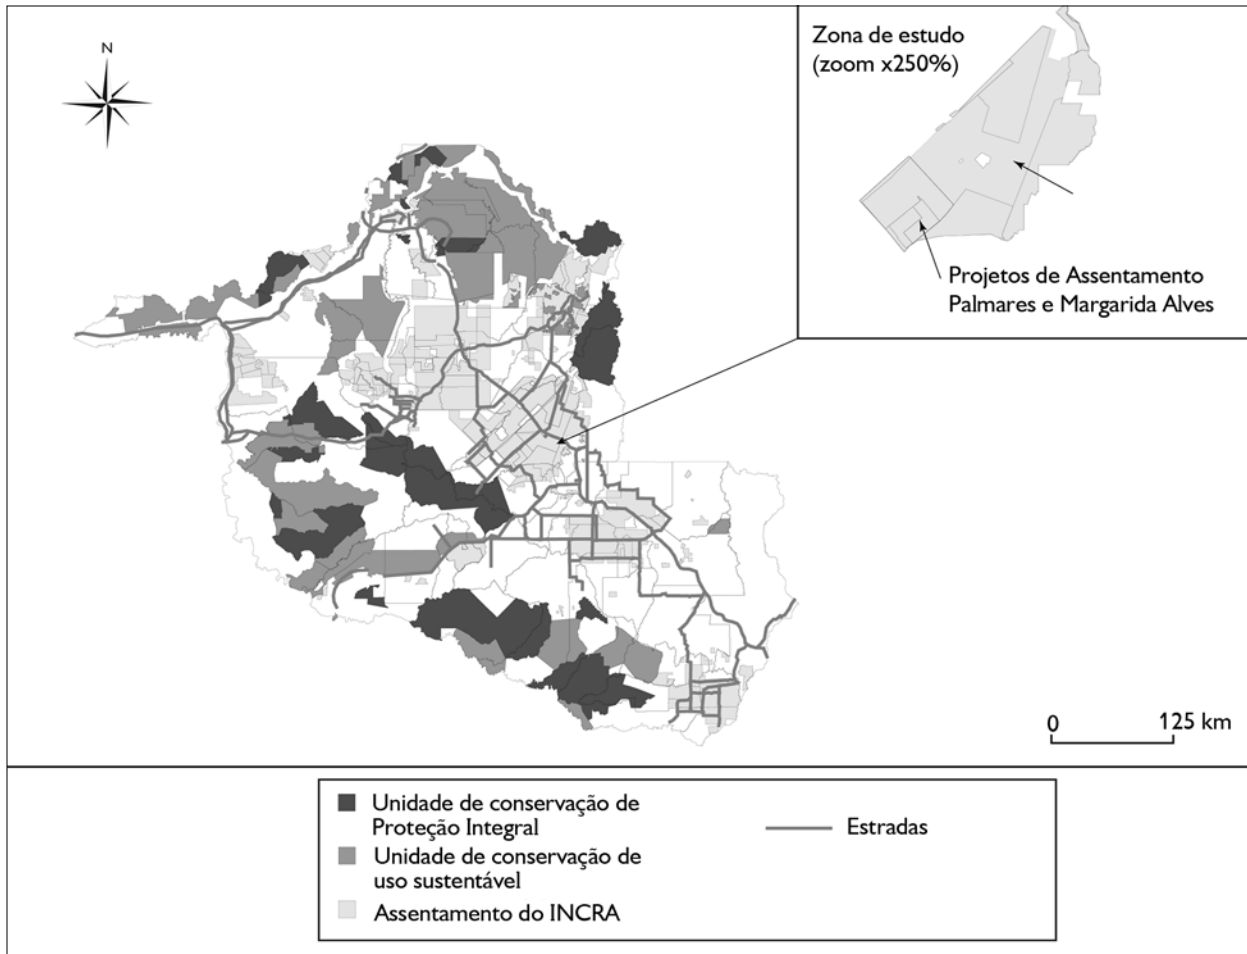 N
Zona de estudo
(zoom x250%)
Projetos de Assentamento
Palmares e Margarida Alves
0
125 km
Unidade de conservação de
Proteção Integral
Estradas
Unidade de conservação de
uso sustentável
Assentamento do INCRA